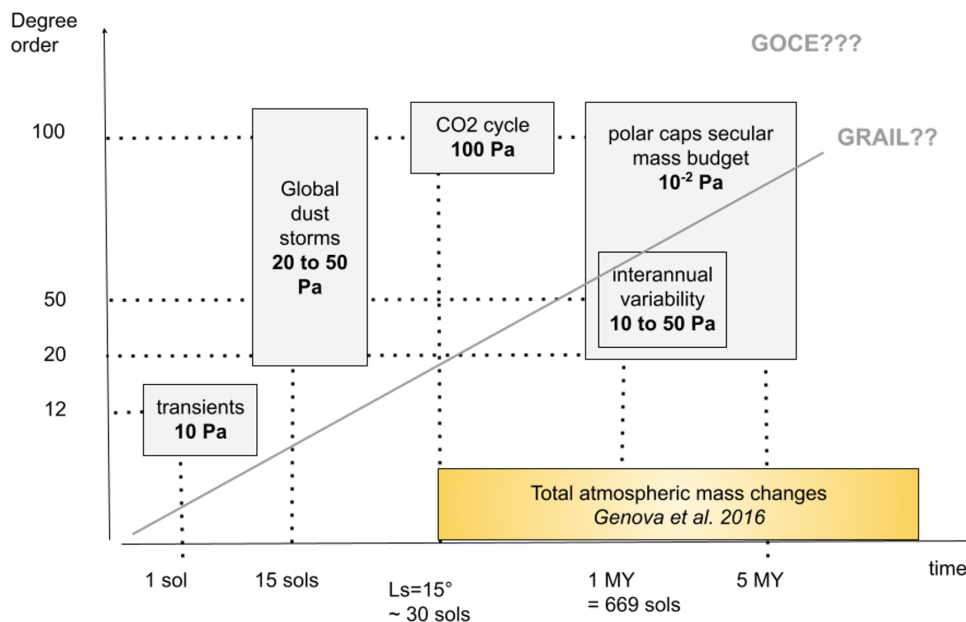 Degree
order
GOCE???
100
CO2 cycle
100 Pa
polar caps secular
mass budget
10⁻² Pa
GRAIL??
Global
dust
storms
20 to 50
Pa
50
interannual
variability
10 to 50 Pa
20
12
transients
10 Pa
Total atmospheric mass changes
Genova et al. 2016
time
1 sol
15 sols
Ls=15°
~ 30 sols
1 MY
= 669 sols
5 MY